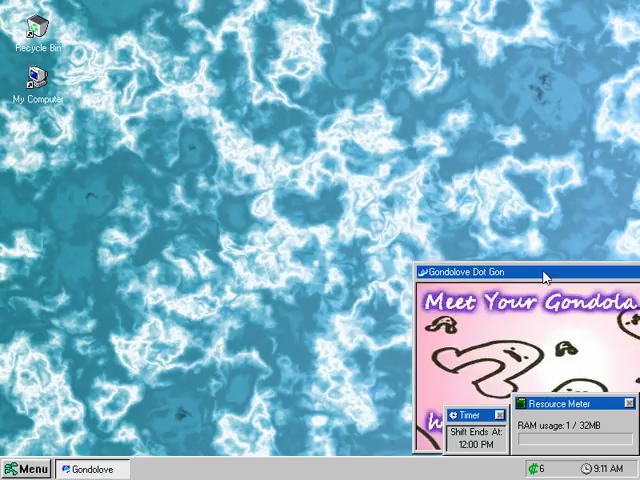 Recycle Bin
My Computer
Gondolove Dot Gon
Meet Your Gondola
Timer
Shift Ends At:
12:00 PM
Resource Meter
RAM usage: 1 / 32MB
Menu
Gondolove
6
9:11 AM